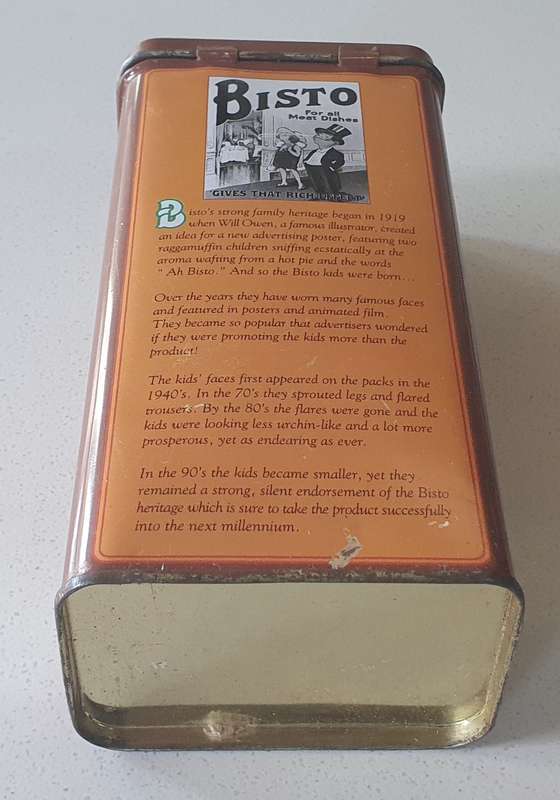 BISTO
For all
Meat Dishes
GIVES THAT RICH
Bisto's strong family heritage began in 1919
when Will Owen, a famous illustrator, created
an idea for a new advertising poster, featuring two
raggamuffin children sniffing ecstatically at the
aroma wafting from a hot pie and the words
“Ah Bisto.” And so the Bisto kids were born...
Over the years they have worn many famous faces
and featured in posters and animated film.
They became so popular that advertisers wondered
if they were promoting the kids more than the
product!
The kids' faces first appeared on the packs in the
1940's. In the 70's they sprouted legs and flared
trousers. By the 80's the flares were gone and the
kids were looking less urchin-like and a lot more
prosperous, yet as endearing as ever.
In the 90's the kids became smaller, yet they
remained a strong, silent endorsement of the Bisto
heritage which is sure to take the product successfully
into the next millennium.